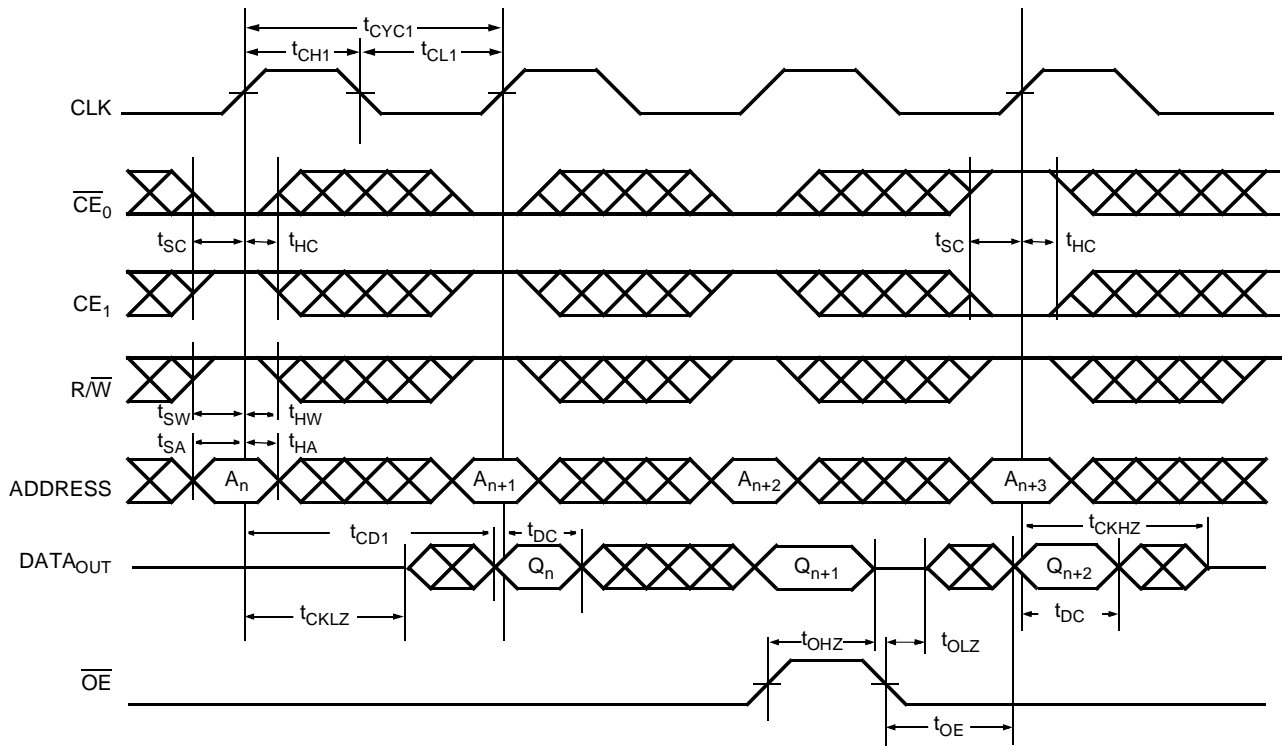 tCYC1
tCH1 tCL1
CLK
CE0
tSC tHC tSC tHC
CE1
R/W
tSW tHW
tSA tHA
ADDRESS An An+1 An+2 An+3
tCD1 tDC tCKHZ
DATAOUT Qn Qn+1 Qn+2
tCKLZ tDC
tOHZ tOLZ
OE
tOE